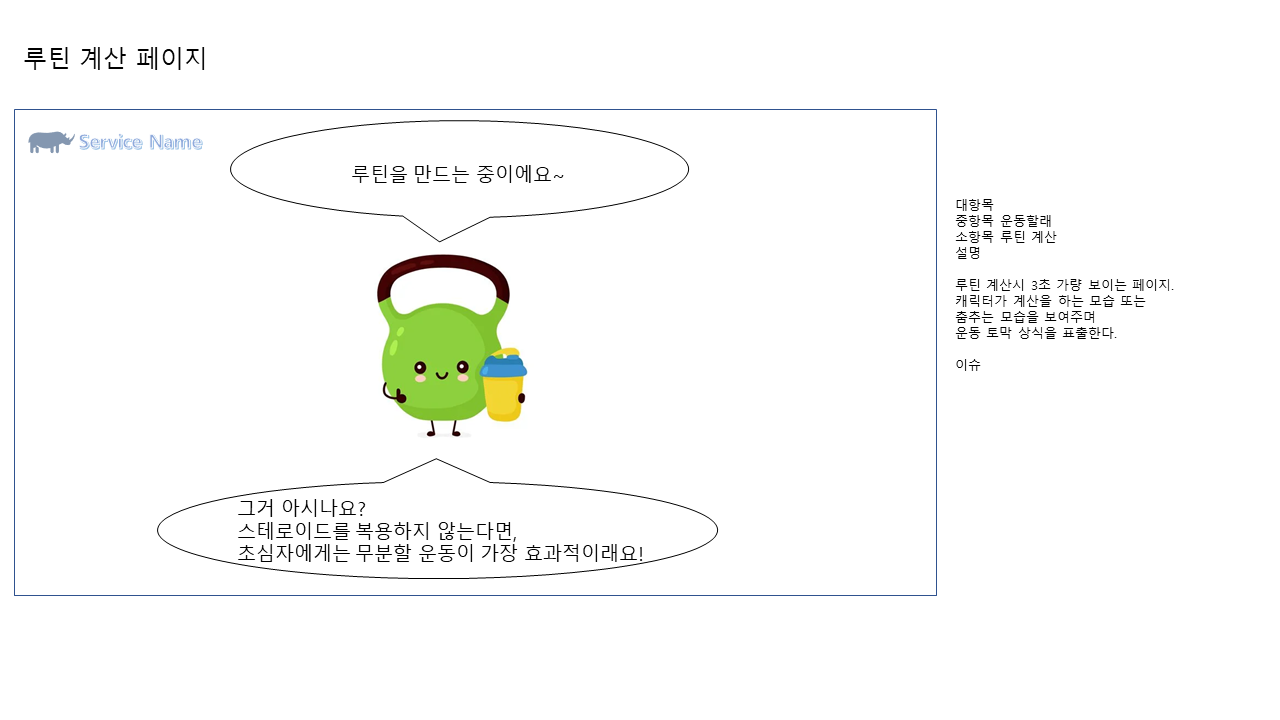 루틴 계산 페이지
Service Name
루틴을 만드는 중이에요~
그거 아시나요?
스테로이드를 복용하지 않는다면,
초심자에게는 무분할 운동이 가장 효과적이래요!
대항목
중항목 운동할래
소항목 루틴 계산
설명
루틴 계산시 3초 가량 보이는 페이지.
캐릭터가 계산을 하는 모습 또는
춤추는 모습을 보여주며
운동 토막 상식을 표출한다.
이슈